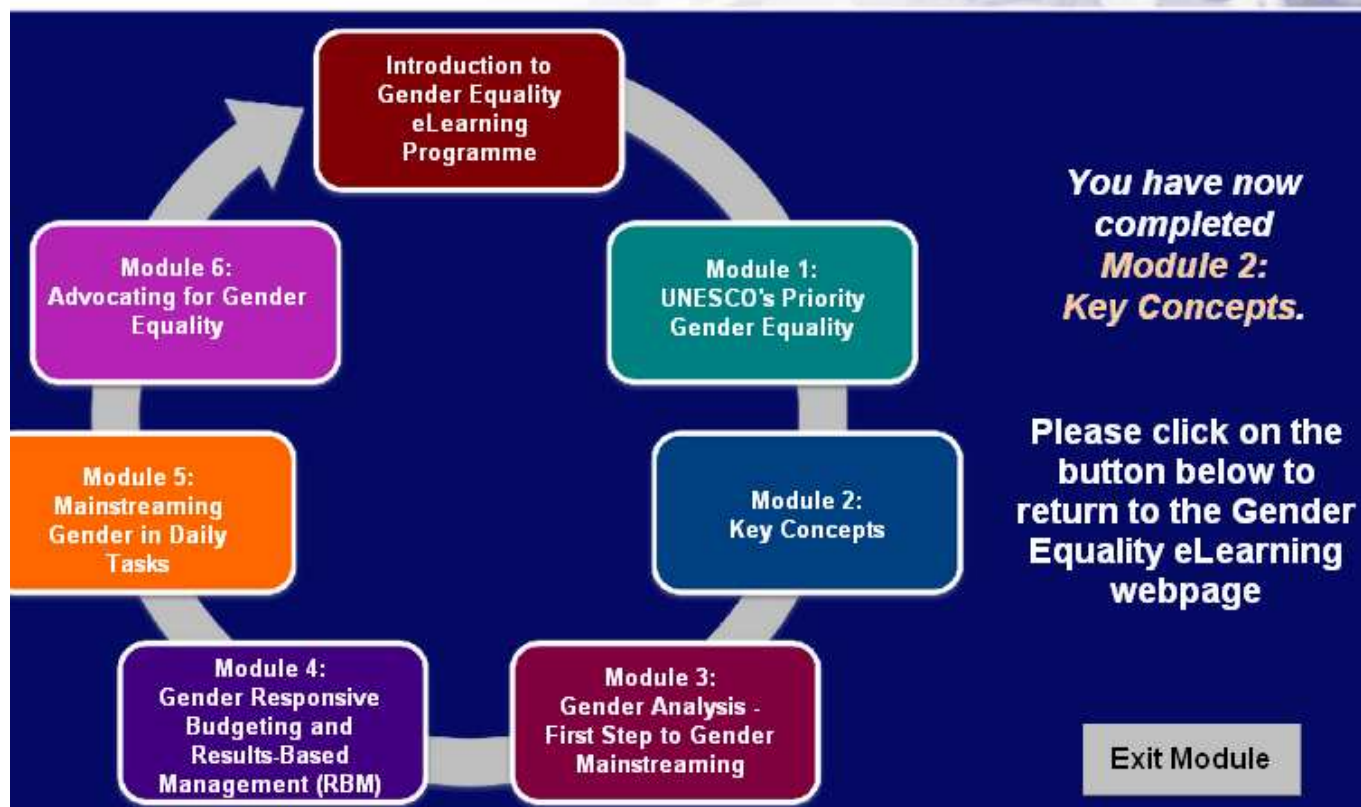 Introduction to
Gender Equality
eLearning
Programme
Module 1:
UNESCO's Priority
Gender Equality
Module 2:
Key Concepts
Module 3:
Gender Analysis -
First Step to Gender
Mainstreaming
Module 4:
Gender Responsive
Budgeting and
Results-Based
Management (RBM)
Module 5:
Mainstreaming
Gender in Daily
Tasks
Module 6:
Advocating for Gender
Equality
You have now
completed
Module 2:
Key Concepts.
Please click on the
button below to
return to the Gender
Equality eLearning
webpage
Exit Module